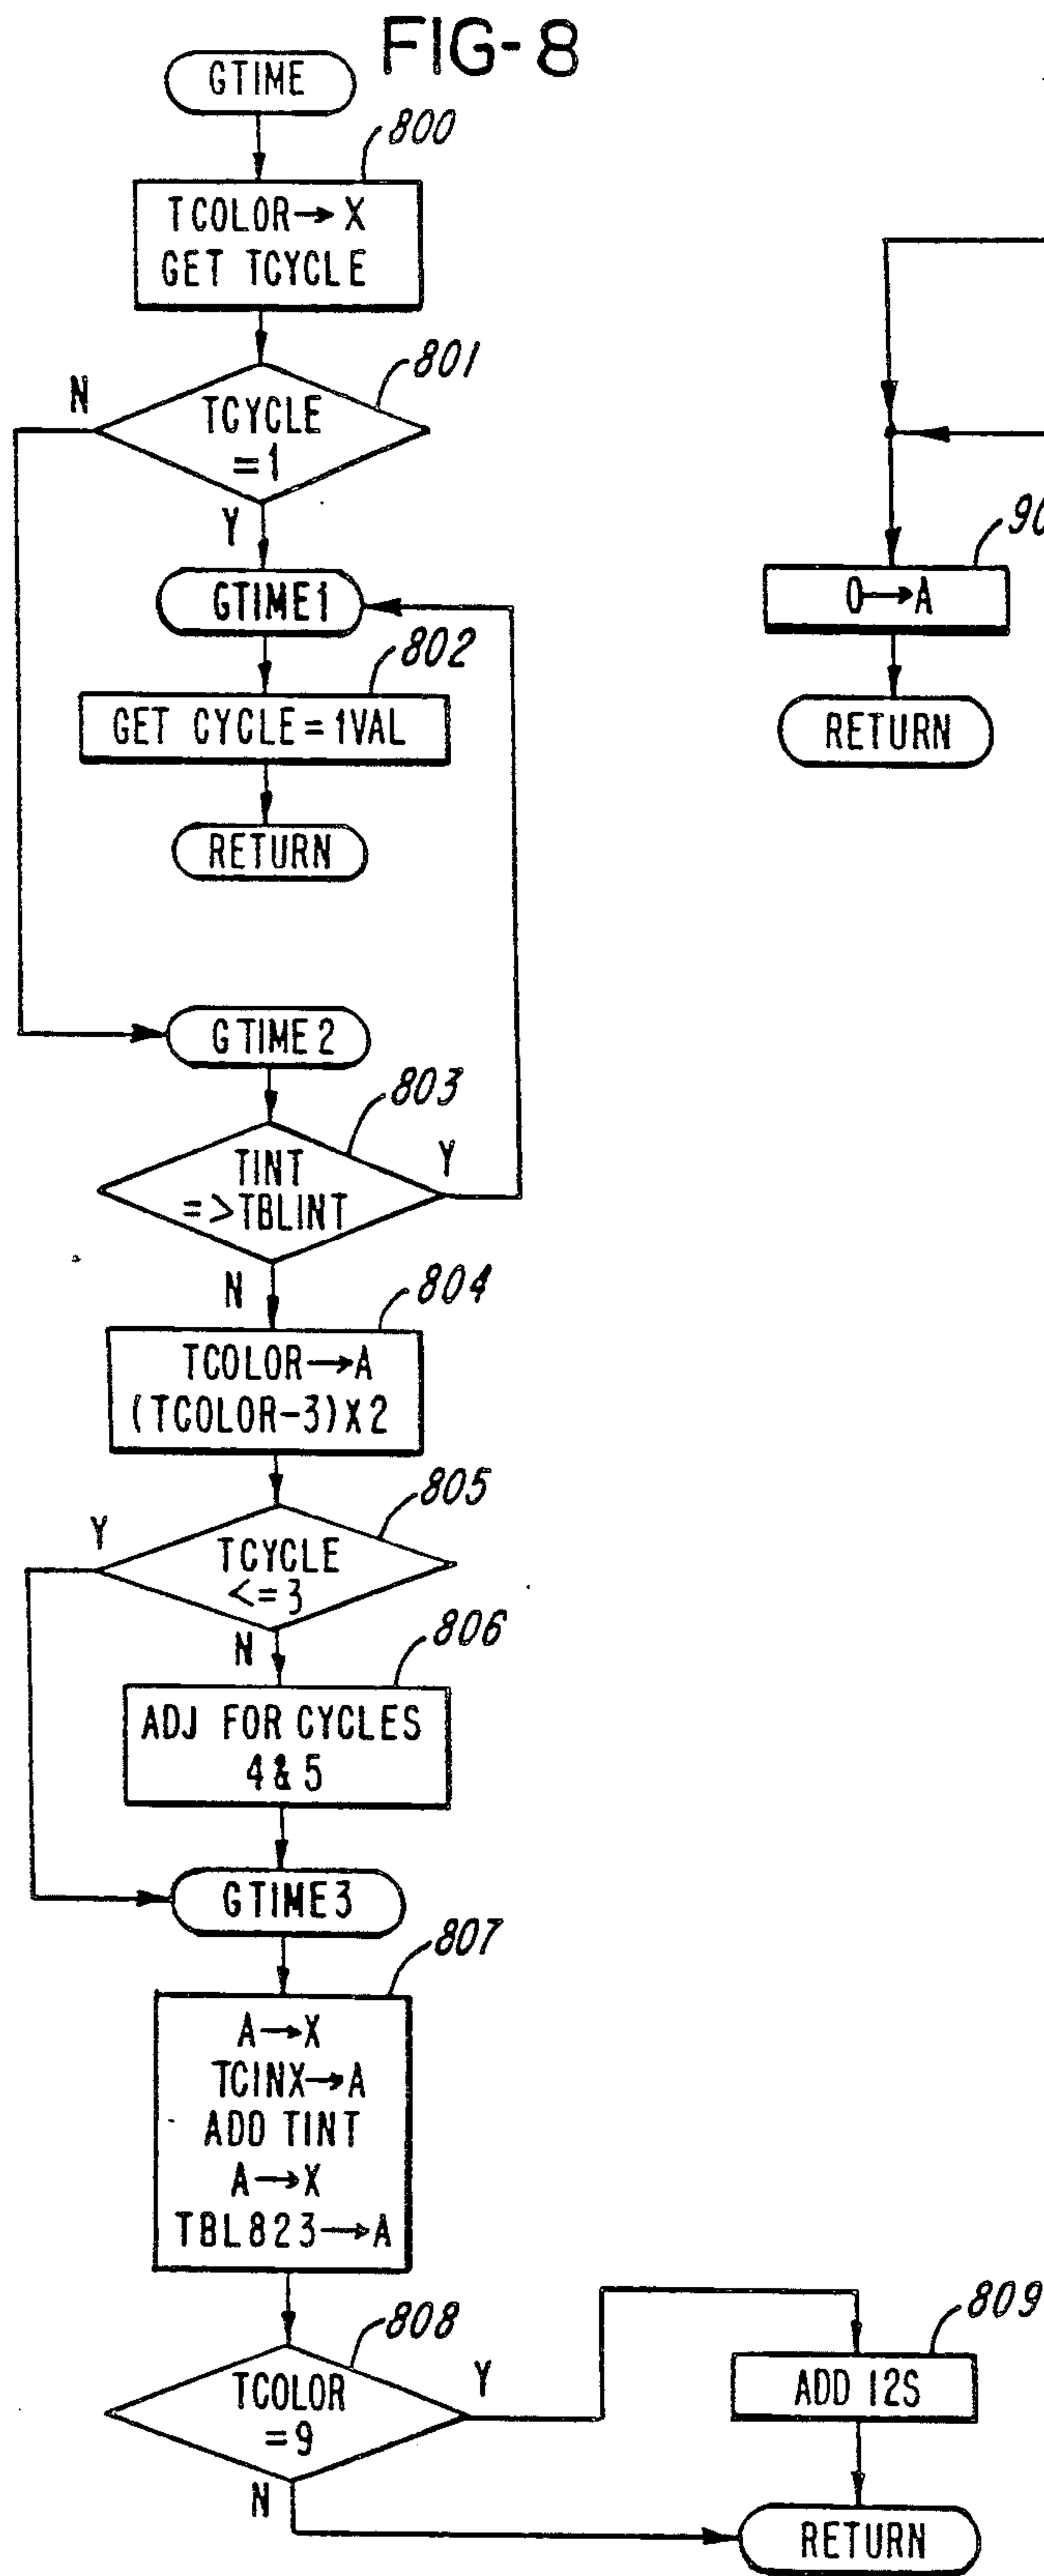 FIG-8
GTIME
800
TCOLOR→X
GET TCYCLE
801
N
TCYCLE
=1
Y
GTIME1
802
GET CYCLE=1VAL
RETURN
GTIME2
803
TINT
=>TBLINT
Y
N
804
TCOLOR→A
(TCOLOR-3)X2
805
Y
TCYCLE
<=3
N
806
ADJ FOR CYCLES
4&5
GTIME3
807
A→X
TCINX→A
ADD TINT
A→X
TBL823→A
808
TCOLOR
=9
Y
N
809
ADD 12S
RETURN
0→A
RETURN